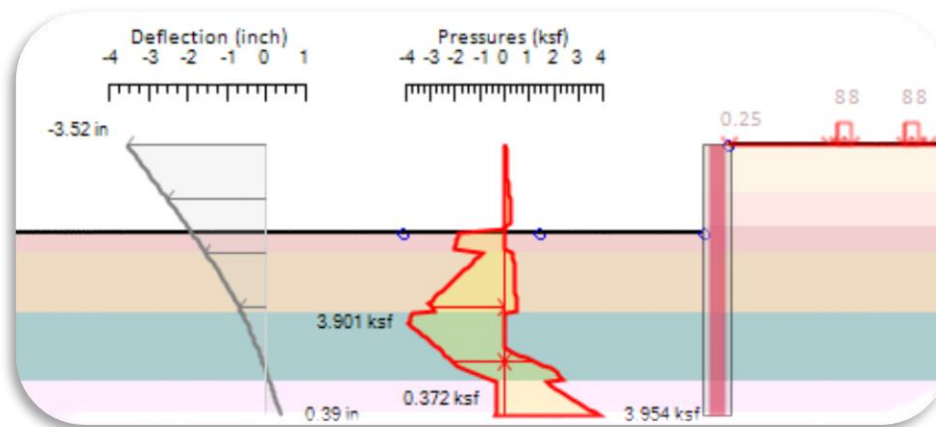 Deflection (inch) Pressures (ksf)
-4 -3 -2 -1 0 1 -4 -3 -2 -1 0 1 2 3 4
88 88
0.25
-3.52 in
3.901 ksf
0.372 ksf
0.39 in 3.954 ksf